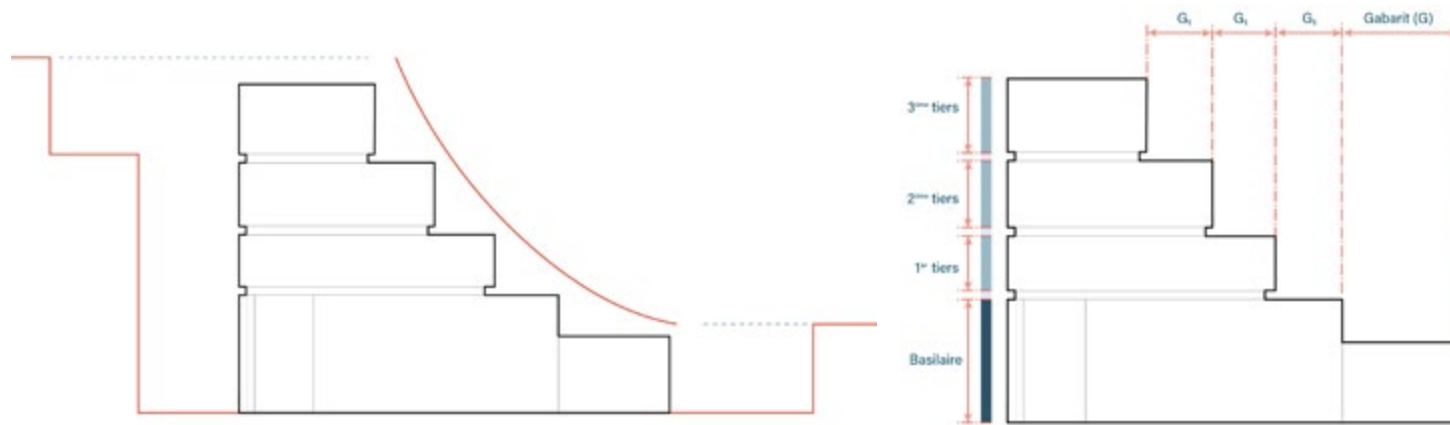 G₁ G₁ G₁ Gabarit (G)
3ème tiers
2ème tiers
1er tiers
Basilaire